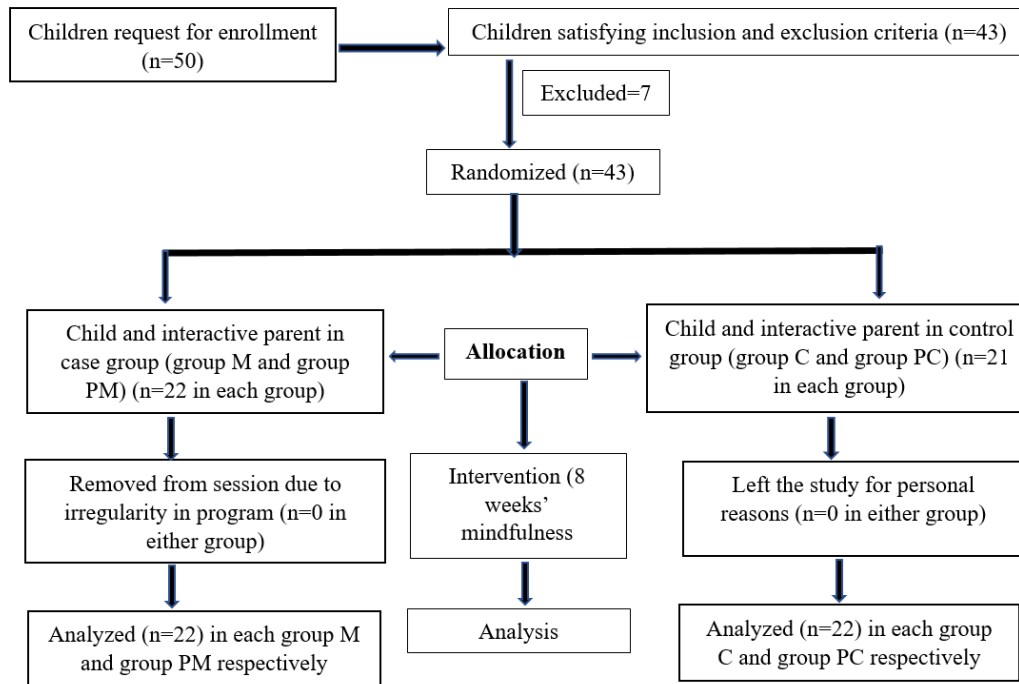 Children request for enrollment
(n=50)
Children satisfying inclusion and exclusion criteria (n=43)
Excluded=7
Randomized (n=43)
Child and interactive parent in
case group (group M and group
PM) (n=22 in each group)
Allocation
Child and interactive parent in control
group (group C and group PC) (n=21
in each group)
Removed from session due to
irregularity in program (n=0 in
either group)
Intervention (8
weeks’
mindfulness
Left the study for personal
reasons (n=0 in either group)
Analyzed (n=22) in each group M
and group PM respectively
Analysis
Analyzed (n=22) in each group
C and group PC respectively